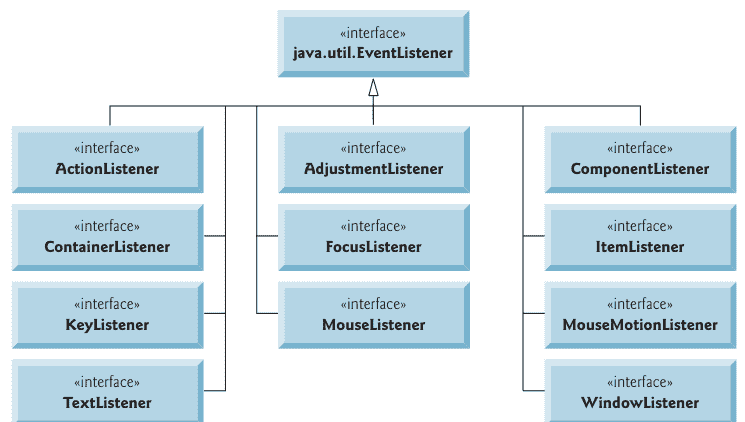 «interface»
java.util.EventListener
«interface»
ActionListener
«interface»
AdjustmentListener
«interface»
ComponentListener
«interface»
ContainerListener
«interface»
FocusListener
«interface»
ItemListener
«interface»
KeyListener
«interface»
MouseListener
«interface»
MouseMotionListener
«interface»
TextListener
«interface»
WindowListener